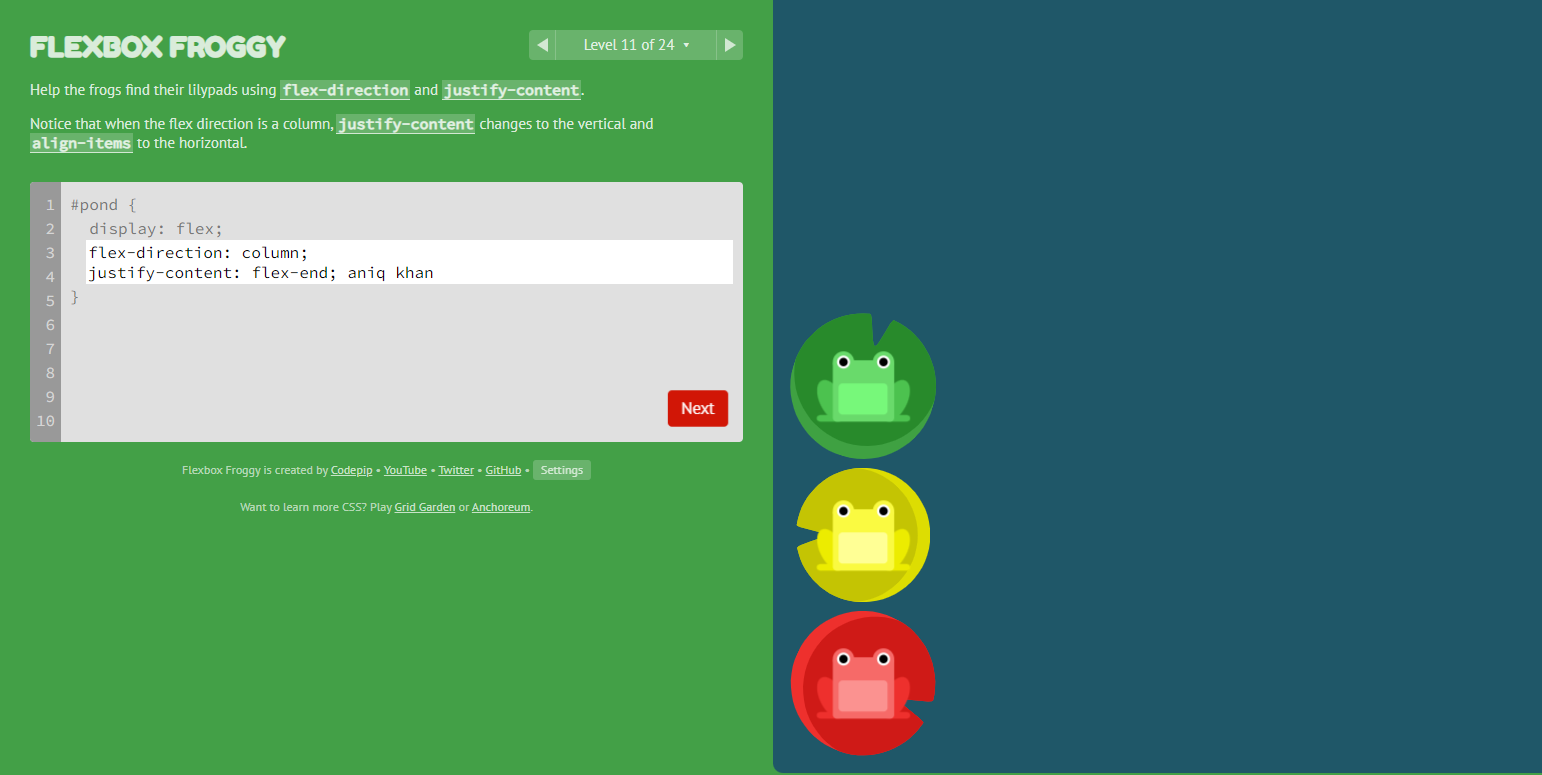 FLEXBOX FROGGY
Level 11 of 24
Help the frogs find their lilypads using flex-direction and justify-content.
Notice that when the flex direction is a column, justify-content changes to the vertical and
align-items to the horizontal.
1 #pond {
2 display: flex;
3 flex-direction: column;
4 justify-content: flex-end; aniq khan
5 }
6
7
8
9
10
Next
Flexbox Froggy is created by Codepip • YouTube • Twitter • GitHub • Settings
Want to learn more CSS? Play Grid Garden or Anchoreum.